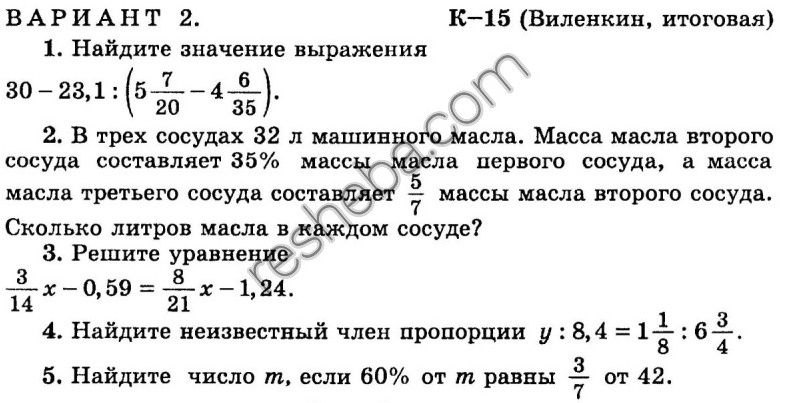 ВАРИАНТ 2. К–15 (Виленкин, итоговая)
1. Найдите значение выражения
30 – 23,1 : (5 7/20 – 4 6/35).
2. В трех сосудах 32 л машинного масла. Масса масла второго
сосуда составляет 35% массы масла первого сосуда, а масса
масла третьего сосуда составляет 5/7 массы масла второго сосуда.
Сколько литров масла в каждом сосуде?
3. Решите уравнение
3/14 x – 0,59 = 8/21 x – 1,24.
4. Найдите неизвестный член пропорции y : 8,4 = 1 1/8 : 6 3/4.
5. Найдите число m, если 60% от m равны 3/7 от 42.
resheba.com